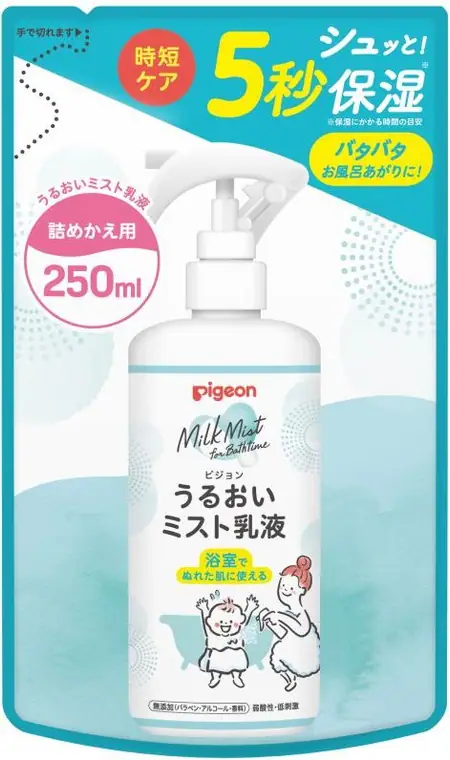 手で切れます
時短
ケア
シュッと!
5秒保湿※
※保湿にかかる時間の目安
バタバタ
お風呂あがりに!
うるおいミスト乳液
詰めかえ用
250ml
Pigeon
Milk Mist
for Bathtime
ピジョン
うるおい
ミスト乳液
浴室で
ぬれた肌に使える
無添加(パラベン・アルコール・香料) 弱酸性・低刺激